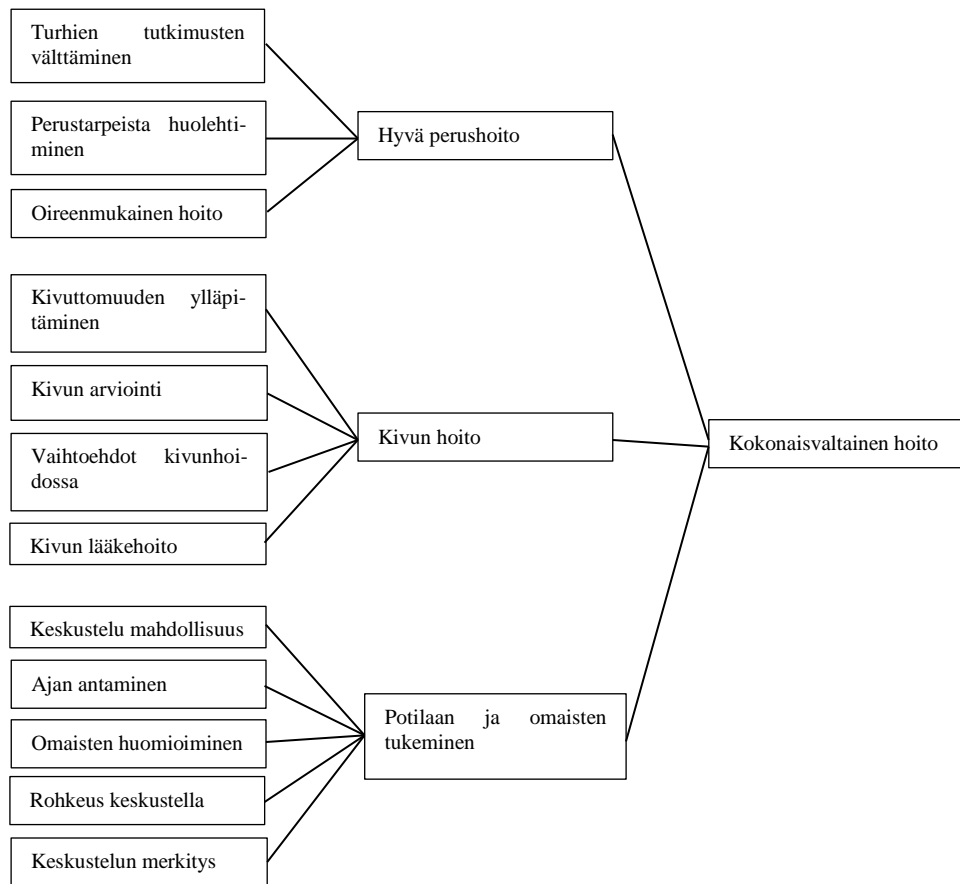 Turhien tutkimusten
välttäminen
Perustarpeista huolehti-
minen
Oireenmukainen hoito
Hyvä perushoito
Kivuttomuuden ylläpi-
täminen
Kivun arviointi
Vaihtoehdot kivunhoi-
dossa
Kivun lääkehoito
Kivun hoito
Kokonaisvaltainen hoito
Keskustelu mahdollisuus
Ajan antaminen
Omaisten huomioiminen
Rohkeus keskustella
Keskustelun merkitys
Potilaan ja omaisten
tukeminen